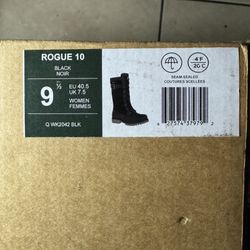 ROGUE 10
BLACK
NOIR
9 ½
EU 40.5
UK 7.5
WOMEN
FEMMES
Q WK2042 BLK
SEAM-SEALED
COUTURES SCELLÉES
-4 F
-20 C